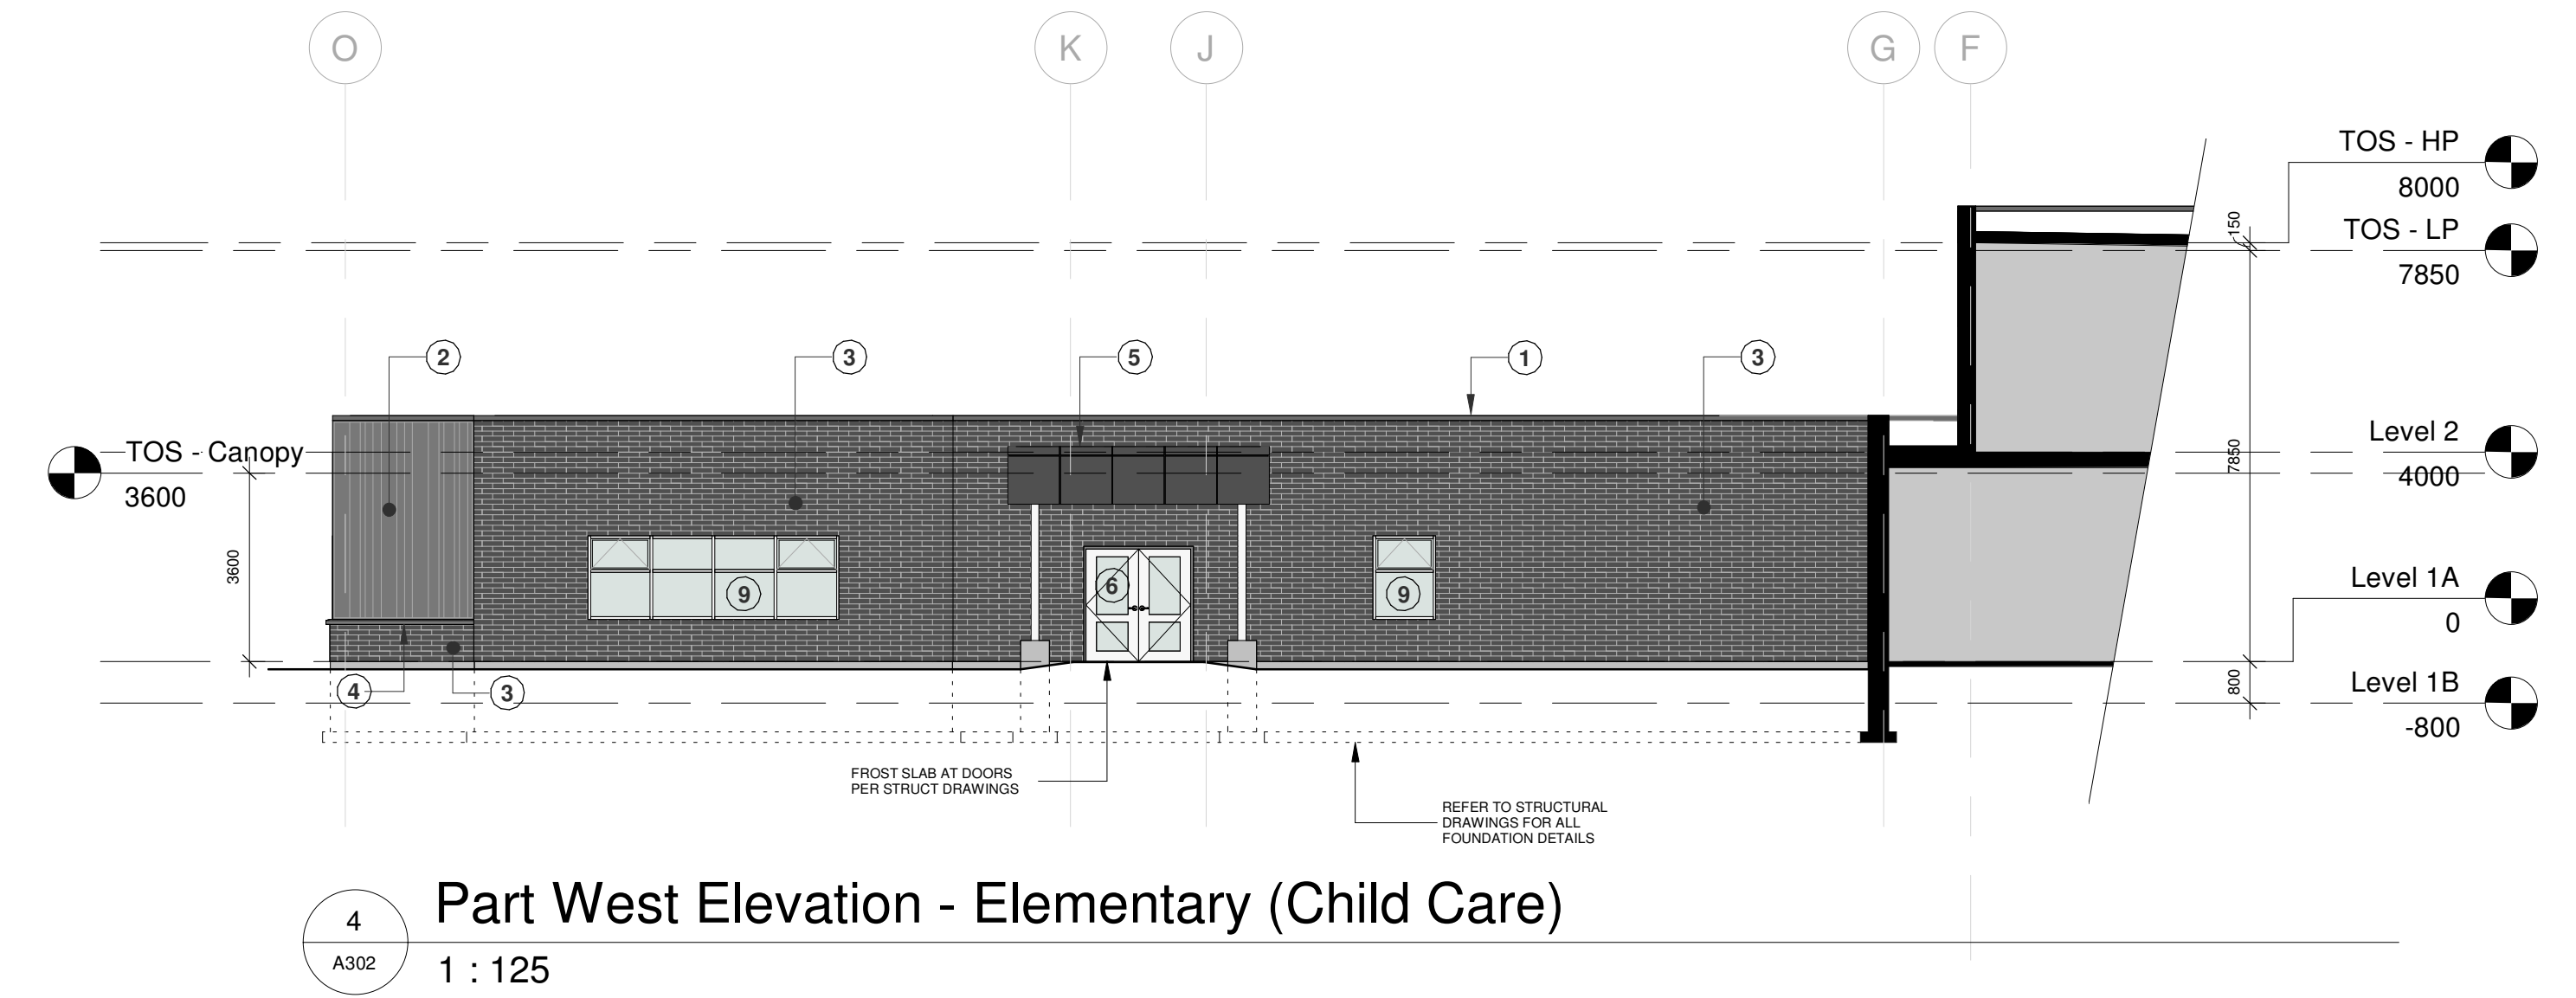 O
K
J
G
F
TOS - HP
8000
TOS - LP
7850
150
2
3
5
1
3
Level 2
4000
TOS - Canopy
3600
7850
3600
9
6
9
Level 1A
0
4
3
800
Level 1B
-800
FROST SLAB AT DOORS
PER STRUCT DRAWINGS
REFER TO STRUCTURAL
DRAWINGS FOR ALL
FOUNDATION DETAILS
4
A302
Part West Elevation - Elementary (Child Care)
1 : 125